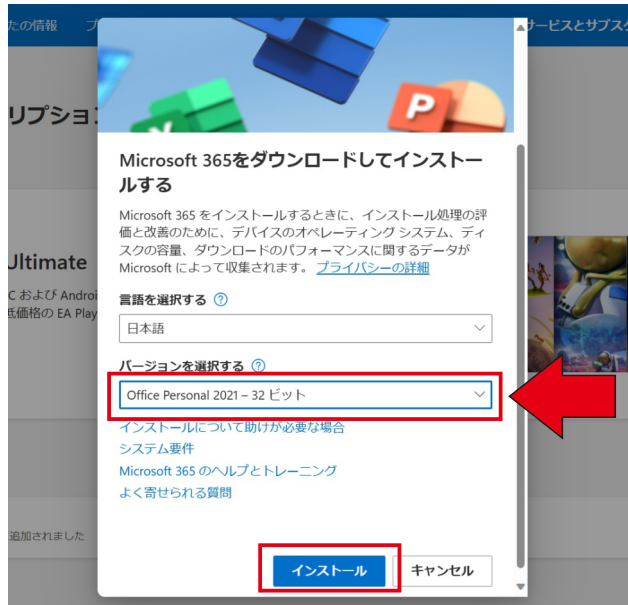 たの情報
プ
サービスとサブスク
リプション
Microsoft 365をダウンロードしてインストー
ルする
Microsoft 365 をインストールするときに、インストール処理の評
価と改善のために、デバイスのオペレーティング システム、ディ
スクの容量、ダウンロードのパフォーマンスに関するデータが
Microsoft によって収集されます。 プライバシーの詳細
Ultimate
C および Androi
低価格の EA Play
言語を選択する ?
日本語
バージョンを選択する ?
Office Personal 2021 – 32 ビット
インストールについて助けが必要な場合
システム要件
Microsoft 365 のヘルプとトレーニング
よく寄せられる質問
追加されました
インストール
キャンセル
P
X